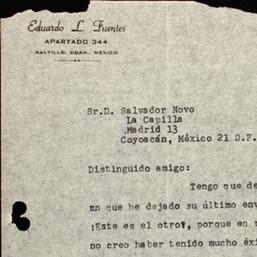 Eduardo L. Fuentes
APARTADO 344
SALTILLO, COAH., MEXICO
Sr.D. Salvador Novo
La Capilla
Madrid 13
Coyoacán, México 21 D.F.
Distinguido amigo:
Tengo que de
un que he dejado su último env
¡Este es el otro!, porque en m
no creo haber tenido mucho éxi